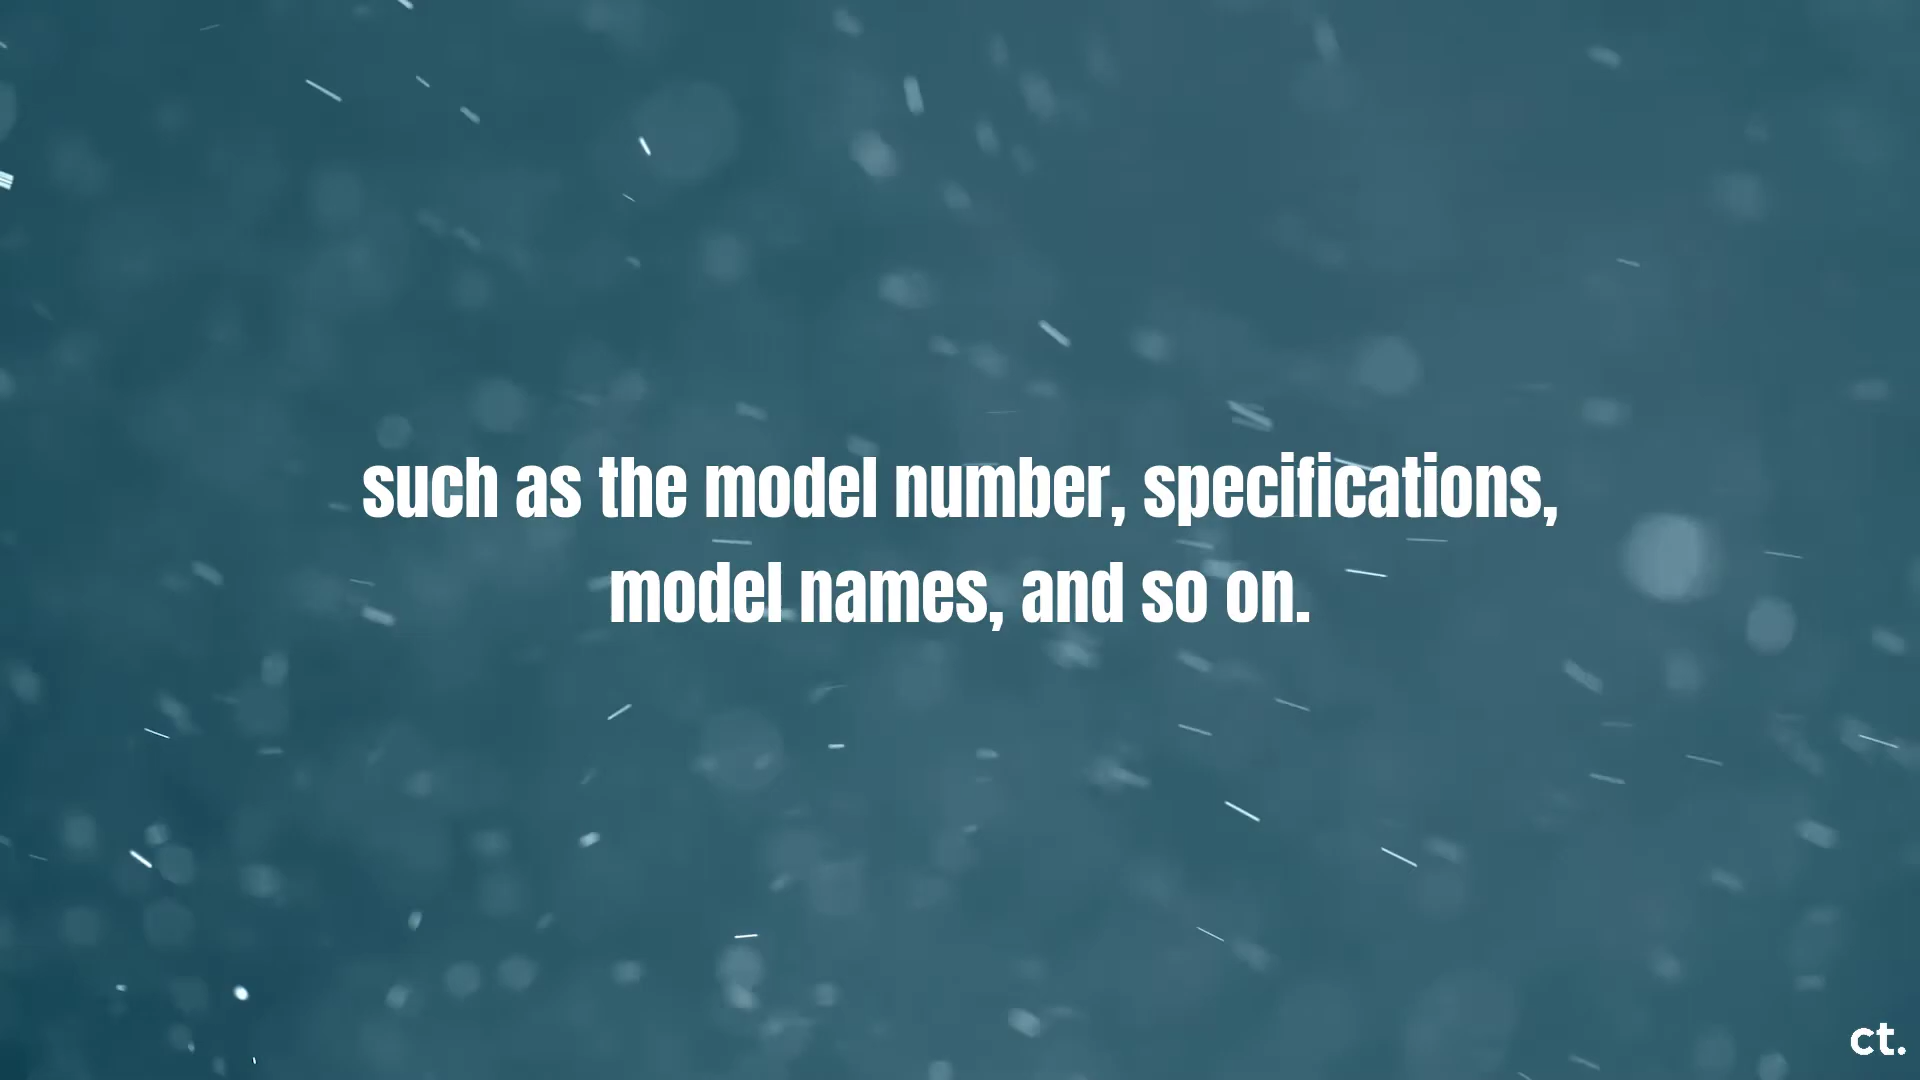 such as the model number, specifications,
model names, and so on.
ct.